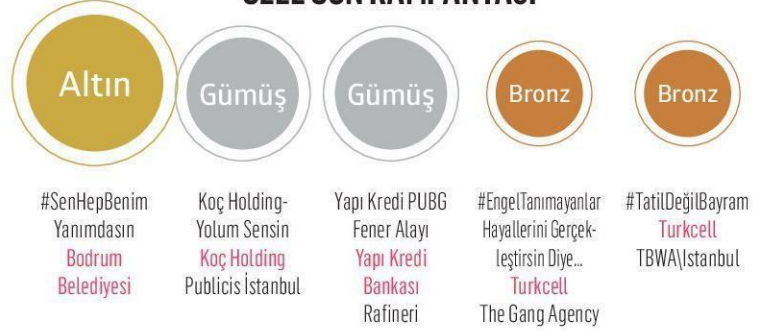 Altın
Gümüş
Gümüş
Bronz
Bronz
#SenHepBenim
Yanımdasın
Bodrum
Belediyesi
Koç Holding-
Yolum Sensin
Koç Holding
Publicis İstanbul
Yapı Kredi PUBG
Fener Alayı
Yapı Kredi
Bankası
Rafineri
#EngelTanımayanlar
Hayallerini Gerçek-
leştirsin Diye...
Turkcell
The Gang Agency
#TatilDeğilBayram
Turkcell
TBWA\Istanbul